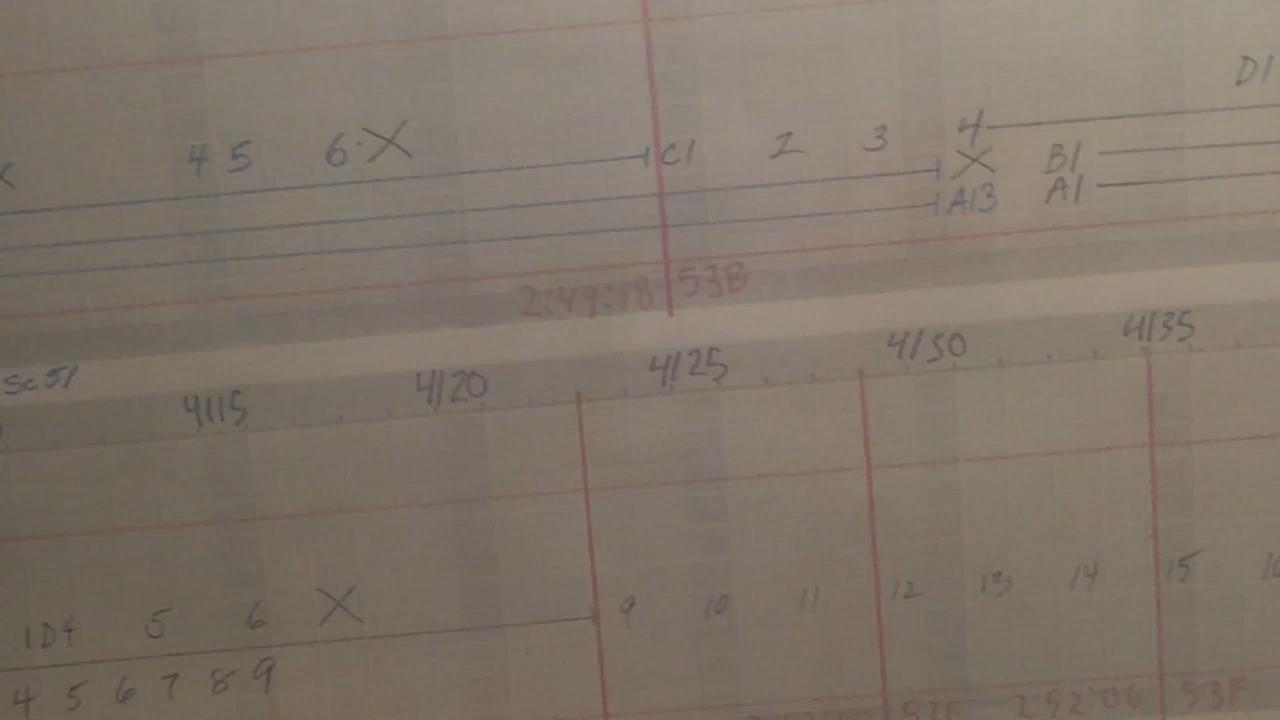 D1
X 4 5 6 X C1 2 3 4
X B1
A13 A1
2:49:18 53B
Sc51
4115 4120 4125 4130 4135
1D4 5 6 X 9 10 11 12 13 14 15 16
4 5 6 7 8 9
2:52:06 53F